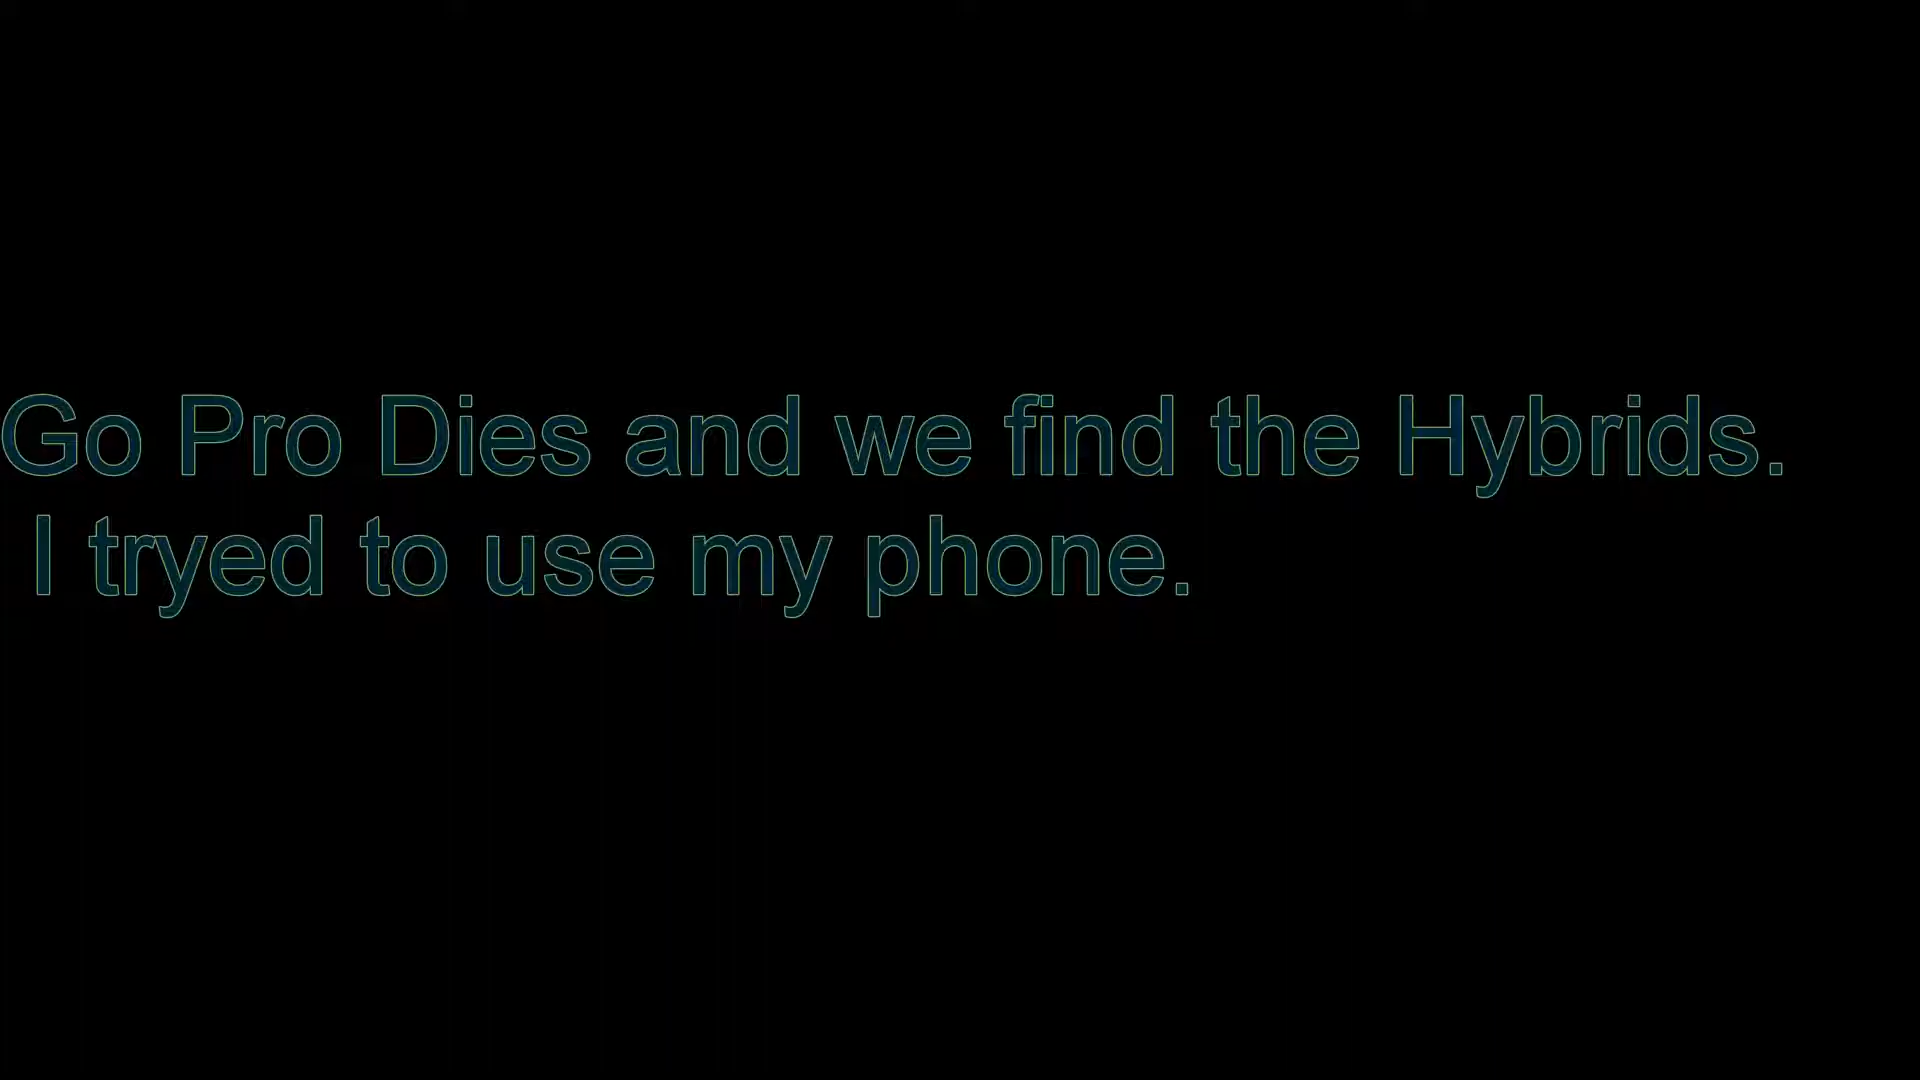 Go Pro Dies and we find the Hybrids.
I tryed to use my phone.